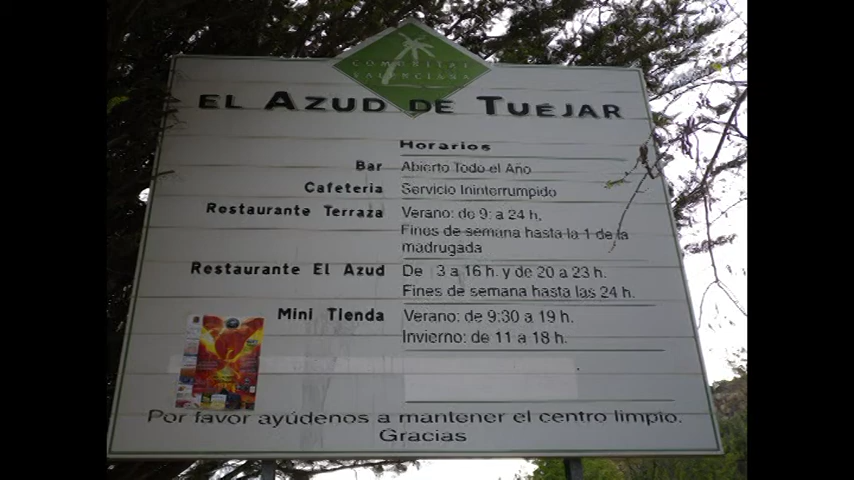 COMUNITAT
VALENCIANA
EL AZUD DE TUEJAR
Horarios
Bar Abierto Todo el Año
Cafeteria Servicio Ininterrumpido
Restaurante Terraza Verano: de 9: a 24 h.
Fines de semana hasta la 1 de la
madrugada
Restaurante El Azud De 3 a 16 h. y de 20 a 23 h.
Fines de semana hasta las 24 h.
Mini Tienda Verano: de 9:30 a 19 h.
Invierno: de 11 a 18 h.
Por favor ayúdenos a mantener el centro limpio.
Gracias